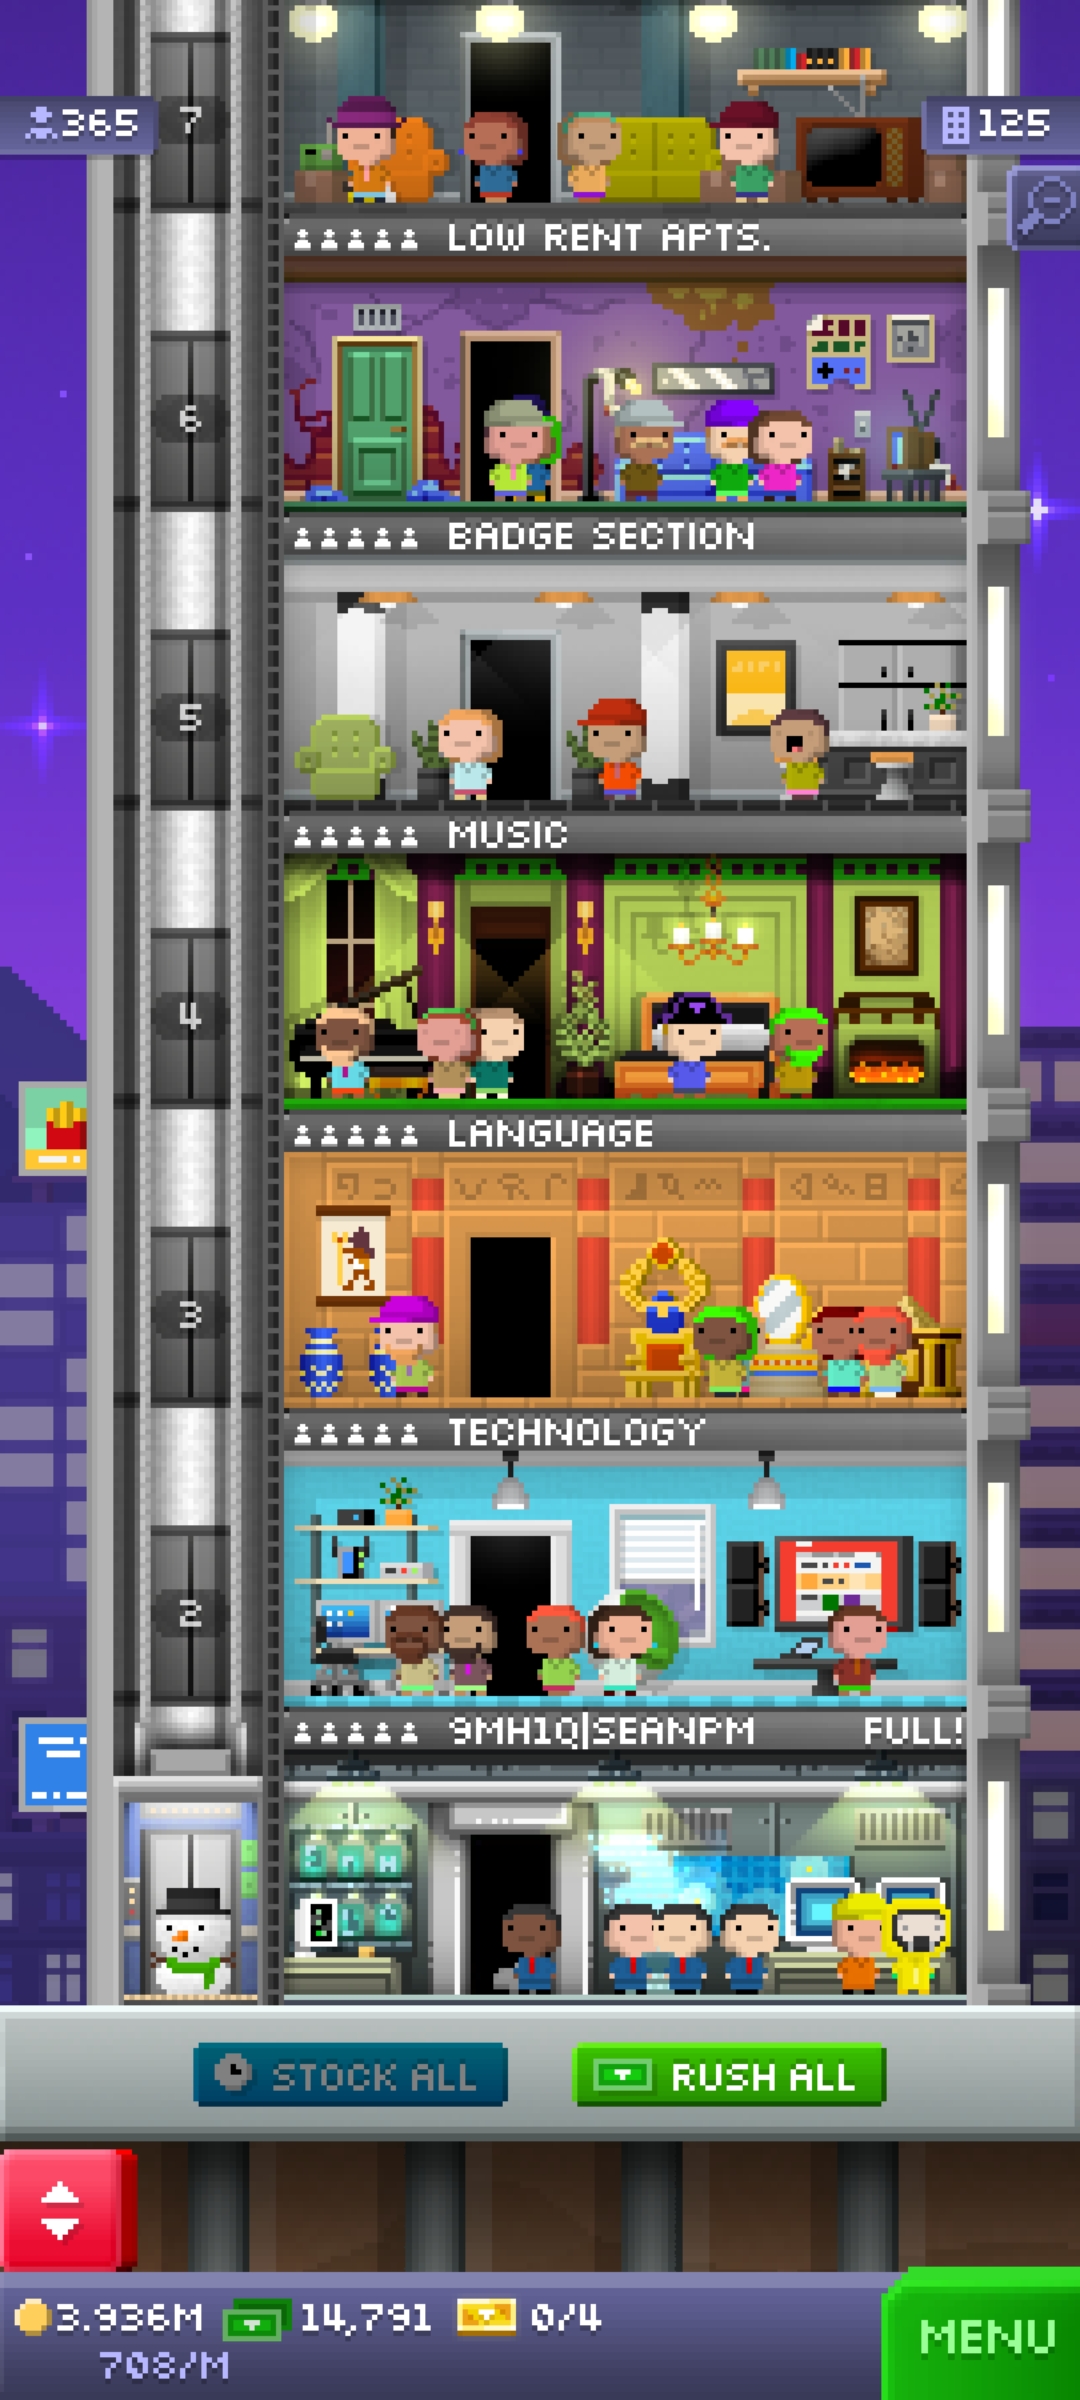 365
7
125
LOW RENT APTS.
6
BADGE SECTION
5
MUSIC
4
LANGUAGE
3
TECHNOLOGY
2
9MH1Q|SEANPM FULL!
STOCK ALL
RUSH ALL
3.936M
14,791
0/4
708/M
MENU